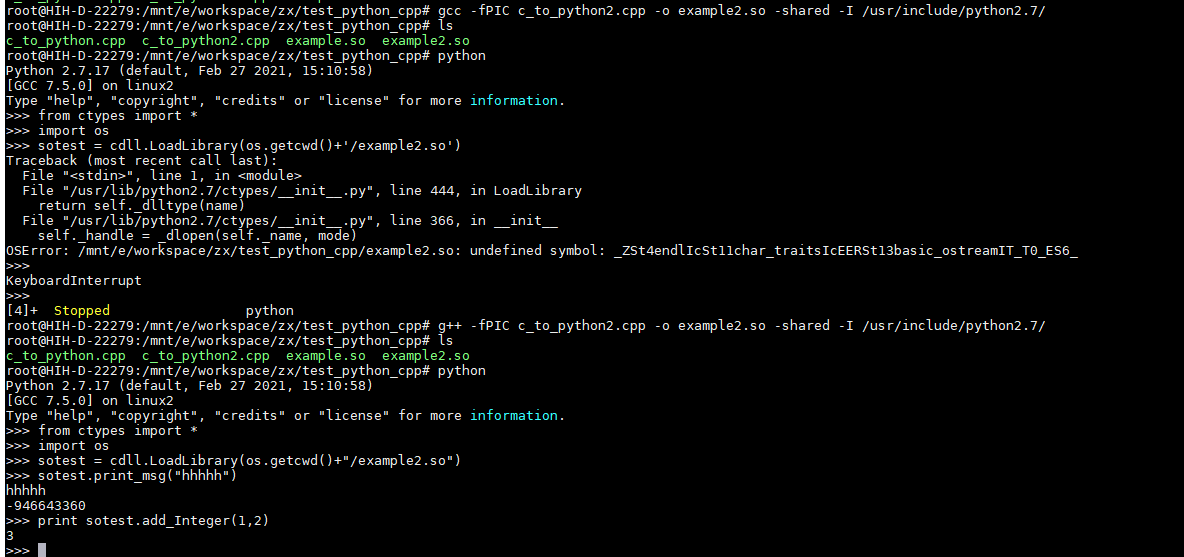 root@HIH-D-22279:/mnt/e/workspace/zx/test_python_cpp# gcc -fPIC c_to_python2.cpp -o example2.so -shared -I /usr/include/python2.7/
root@HIH-D-22279:/mnt/e/workspace/zx/test_python_cpp# ls
c_to_python.cpp  c_to_python2.cpp  example.so  example2.so
root@HIH-D-22279:/mnt/e/workspace/zx/test_python_cpp# python
Python 2.7.17 (default, Feb 27 2021, 15:10:58)
[GCC 7.5.0] on linux2
Type "help", "copyright", "credits" or "license" for more information.
>>> from ctypes import *
>>> import os
>>> sotest = cdll.LoadLibrary(os.getcwd()+'/example2.so')
Traceback (most recent call last):
  File "<stdin>", line 1, in <module>
  File "/usr/lib/python2.7/ctypes/__init__.py", line 444, in LoadLibrary
    return self._dlltype(name)
  File "/usr/lib/python2.7/ctypes/__init__.py", line 366, in __init__
    self._handle = _dlopen(self._name, mode)
OSError: /mnt/e/workspace/zx/test_python_cpp/example2.so: undefined symbol: _ZSt4endlIcSt11char_traitsIcEERSt13basic_ostreamIT_T0_ES6_
>>>
KeyboardInterrupt
>>>
[4]+  Stopped                 python
root@HIH-D-22279:/mnt/e/workspace/zx/test_python_cpp# g++ -fPIC c_to_python2.cpp -o example2.so -shared -I /usr/include/python2.7/
root@HIH-D-22279:/mnt/e/workspace/zx/test_python_cpp# ls
c_to_python.cpp  c_to_python2.cpp  example.so  example2.so
root@HIH-D-22279:/mnt/e/workspace/zx/test_python_cpp# python
Python 2.7.17 (default, Feb 27 2021, 15:10:58)
[GCC 7.5.0] on linux2
Type "help", "copyright", "credits" or "license" for more information.
>>> from ctypes import *
>>> import os
>>> sotest = cdll.LoadLibrary(os.getcwd()+"/example2.so")
>>> sotest.print_msg("hhhhh")
hhhhh
-946643360
>>> print sotest.add_Integer(1,2)
3
>>>